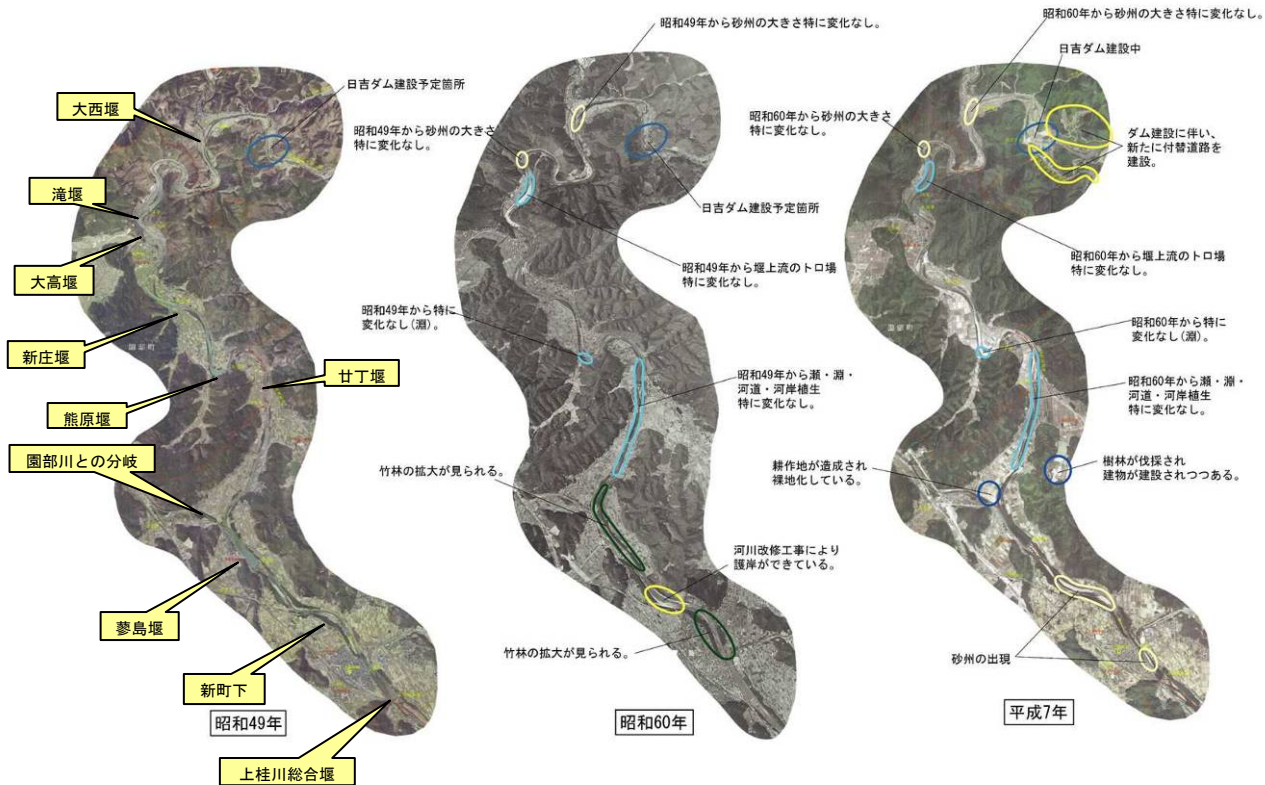 大西堰
滝堰
大高堰
新庄堰
熊原堰
廿丁堰
園部川との分岐
蓼島堰
新町下
上桂川総合堰
日吉ダム建設予定箇所
園部町
昭和49年
昭和49年から砂州の大きさ特に変化なし。
昭和49年から砂州の大きさ
特に変化なし。
日吉ダム建設予定箇所
昭和49年から堰上流のトロ場
特に変化なし。
昭和49年から特に
変化なし(淵)。
昭和49年から瀬・淵・
河道・河岸植生
特に変化なし。
竹林の拡大が見られる。
河川改修工事により
護岸ができている。
竹林の拡大が見られる。
昭和60年
昭和60年から砂州の大きさ特に変化なし。
日吉ダム建設中
昭和60年から砂州の大きさ
特に変化なし。
ダム建設に伴い、
新たに付替道路を
建設。
昭和60年から堰上流のトロ場
特に変化なし。
園部町
昭和60年から特に
変化なし(淵)。
昭和60年から瀬・淵・
河道・河岸植生
特に変化なし。
耕作地が造成され
裸地化している。
樹林が伐採され
建物が建設されつつある。
砂州の出現
平成7年